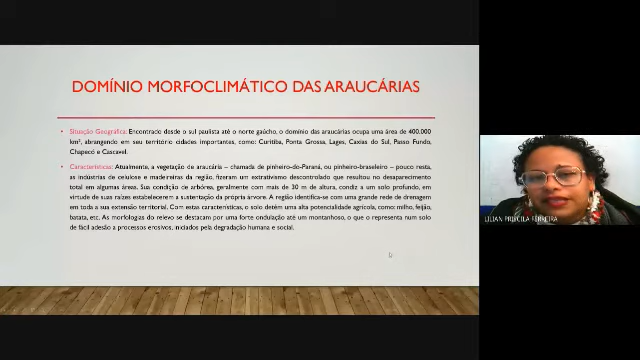 DOMÍNIO MORFOCLIMÁTICO DAS ARAUCÁRIAS
• Situação Geográfica: Encontrado desde o sul paulista até o norte gaúcho, o domínio das araucárias ocupa uma área de 400.000
km², abrangendo em seu território cidades importantes, como: Curitiba, Ponta Grossa, Lages, Caxias do Sul, Passo Fundo,
Chapecó e Cascavel.
• Características: Atualmente, a vegetação de araucária – chamada de pinheiro-do-Paraná, ou pinheiro-brasileiro – pouco resta,
as indústrias de celulose e madeireiras da região, fizeram um extrativismo descontrolado que resultou no desaparecimento
total em algumas áreas. Sua condição de arbórea, geralmente com mais de 30 m de altura, condiz a um solo profundo, em
virtude de suas raízes estabelecerem a sustentação da própria árvore. A região identifica-se com uma grande rede de drenagem
em toda a sua extensão territorial. Com estas características, o solo detém uma alta potencialidade agrícola, como: milho, feijão,
batata, etc. As morfologias do relevo se destacam por uma forte ondulação até um montanhoso, o que o representa num solo
de fácil adesão a processos erosivos, iniciados pela degradação humana e social.
LILIAN PRISCILA FERREIRA